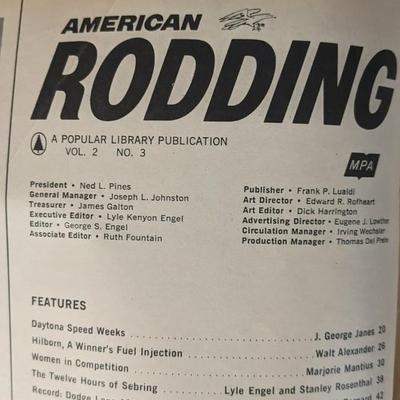 AMERICAN
RODDING
A POPULAR LIBRARY PUBLICATION
VOL. 2 NO. 3
MPA
President • Ned L. Pines
General Manager • Joseph L. Johnston
Treasurer • James Galton
Executive Editor • Lyle Kenyon Engel
Editor • George S. Engel
Associate Editor • Ruth Fountain
Publisher • Frank P. Lualdi
Art Director • Edward R. Rofheart
Art Editor • Dick Harrington
Advertising Director • Eugene J. Lowther
Circulation Manager • Irving Wechsler
Production Manager • Thomas Del Prete
FEATURES
Daytona Speed Weeks J. George Janes 20
Hilborn, A Winner's Fuel Injection Walt Alexander 26
Women in Competition Marjorie Mantius 30
The Twelve Hours of Sebring Lyle Engel and Stanley Rosenthal 38
Record: Dodge 42